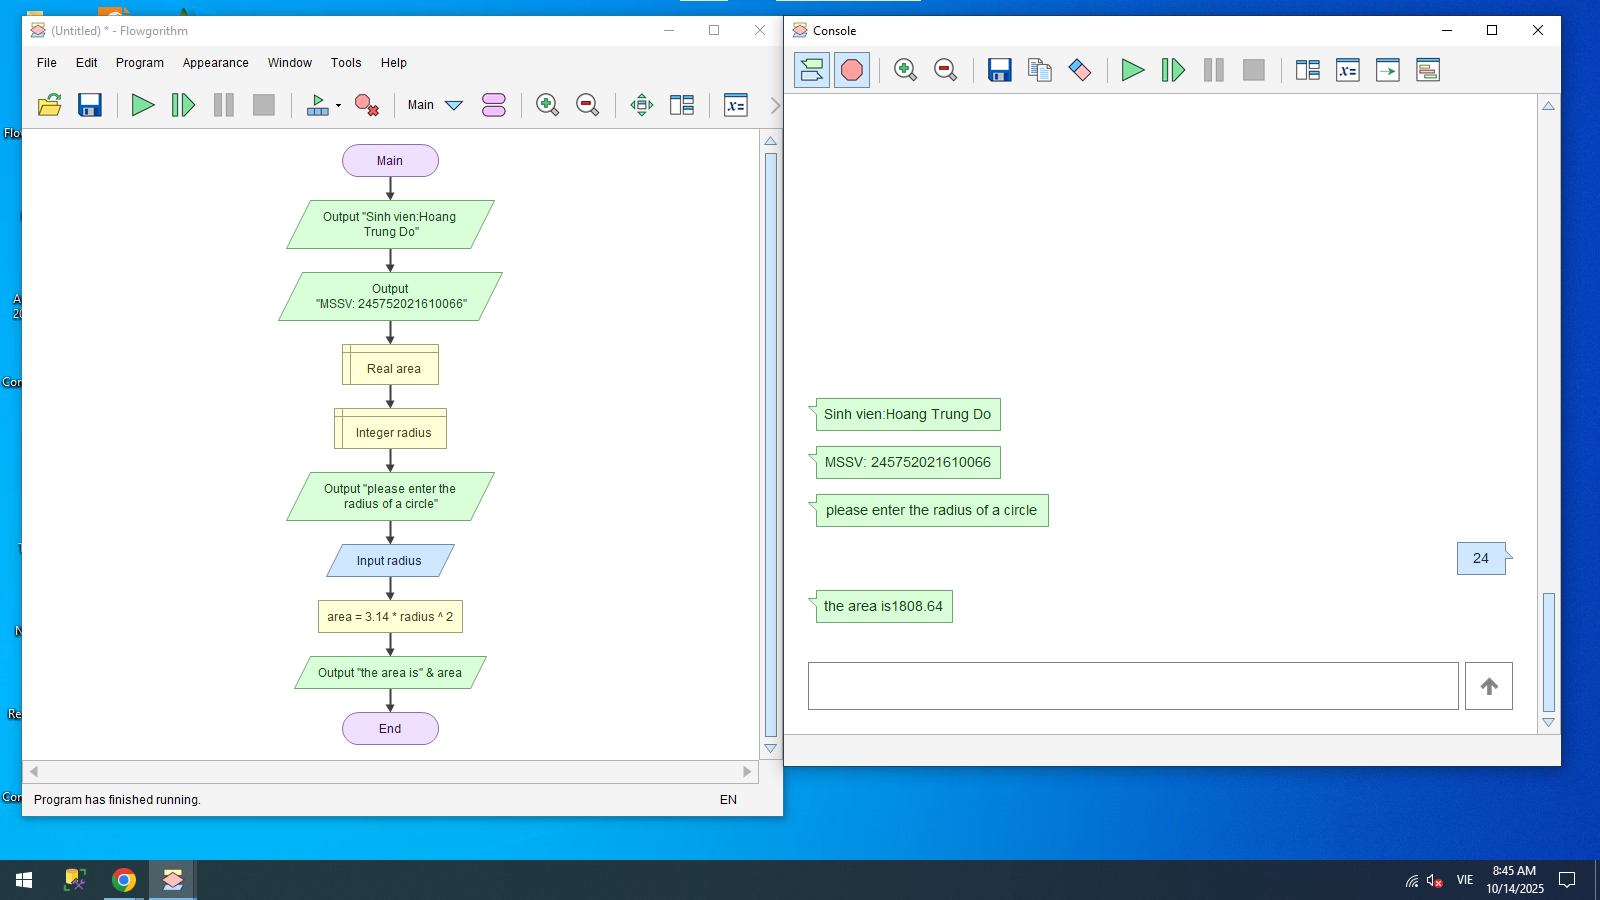 (Untitled) * - Flowgorithm
File Edit Program Appearance Window Tools Help
Main
x=
Main
Output "Sinh vien:Hoang
Trung Do"
Output
"MSSV: 245752021610066"
Real area
Integer radius
Output "please enter the
radius of a circle"
Input radius
area = 3.14 * radius ^ 2
Output "the area is" & area
End
Program has finished running.
EN
Console
x=
Sinh vien:Hoang Trung Do
MSSV: 245752021610066
please enter the radius of a circle
24
the area is1808.64
VIE
8:45 AM
10/14/2025